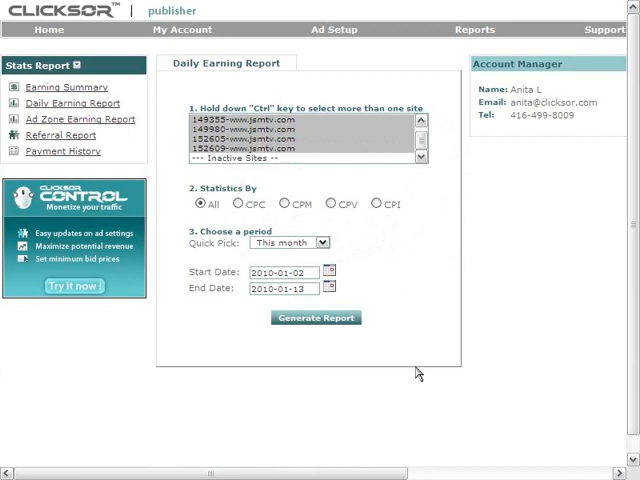 CLICKSOR™ publisher
Home My Account Ad Setup Reports Support
Stats Report
Earning Summary
Daily Earning Report
Ad Zone Earning Report
Referral Report
Payment History
CLICKSOR
CONTROL
Monetize your traffic
Easy updates on ad settings
Maximize potential revenue
Set minimum bid prices
Try it now !
Daily Earning Report
1. Hold down "Ctrl" key to select more than one site
149355-www.jsmtv.com
149980-www.jsmtv.com
152605-www.jsmtv.com
152609-www.jsmtv.com
--- Inactive Sites ---
2. Statistics By
All CPC CPM CPV CPI
3. Choose a period
Quick Pick: This month
Start Date: 2010-01-02
End Date: 2010-01-13
Generate Report
Account Manager
Name: Anita L
Email: anita@clicksor.com
Tel: 416-499-8009